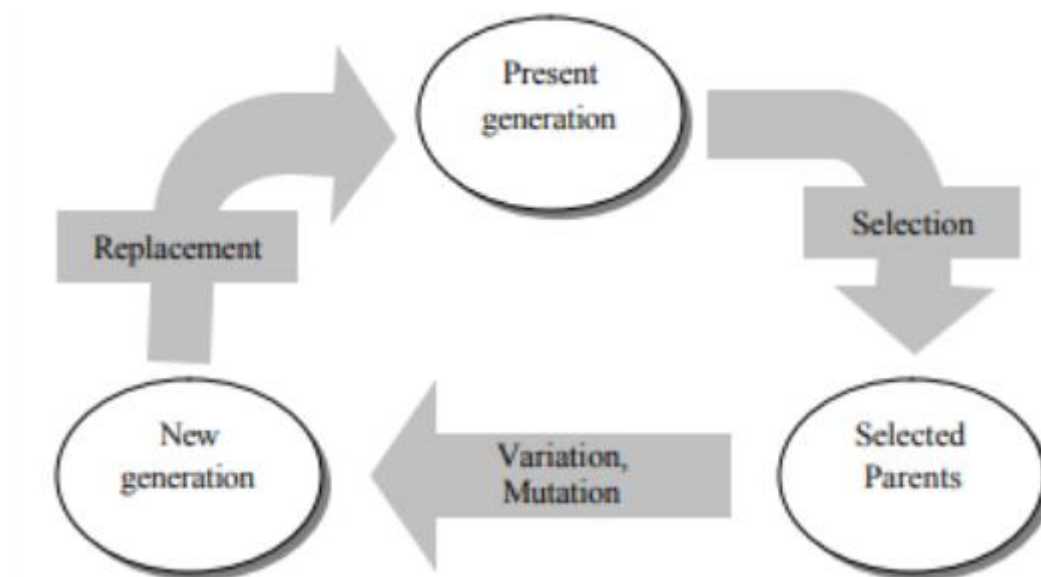 Present
generation
Replacement
Selection
New
generation
Variation,
Mutation
Selected
Parents